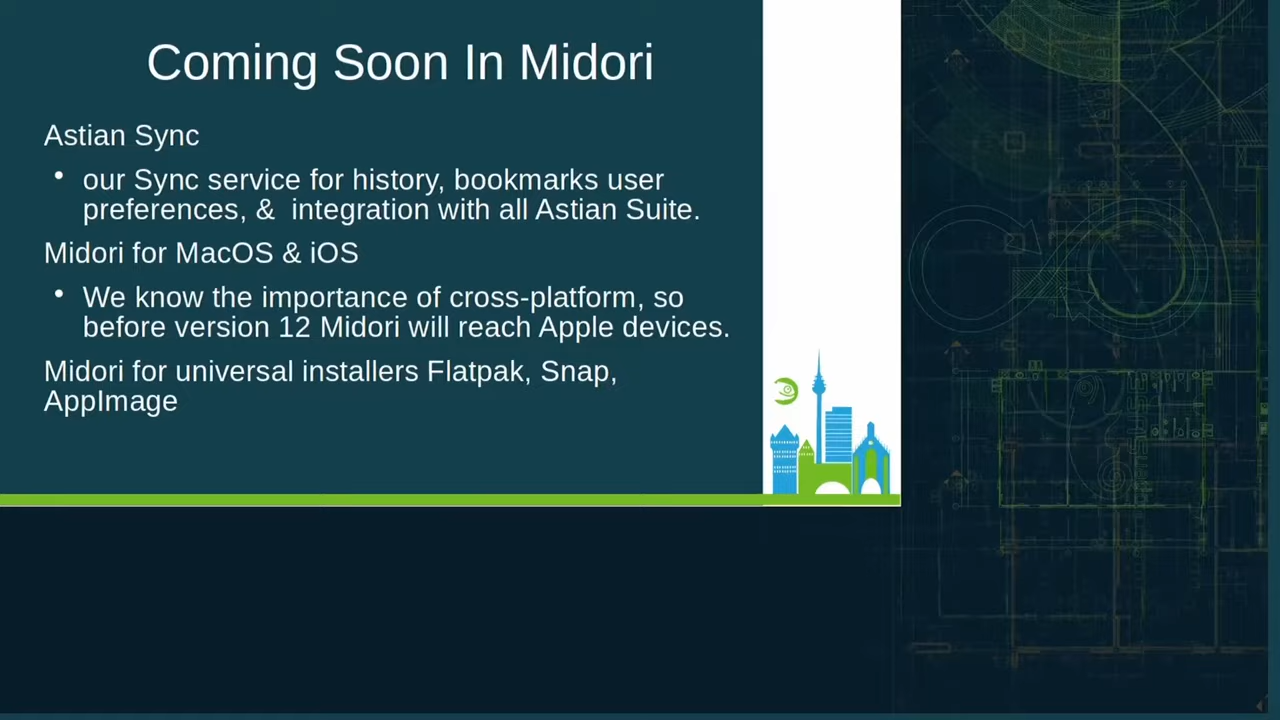 Coming Soon In Midori
Astian Sync
• our Sync service for history, bookmarks user
preferences, &  integration with all Astian Suite.
Midori for MacOS & iOS
• We know the importance of cross-platform, so
before version 12 Midori will reach Apple devices.
Midori for universal installers Flatpak, Snap,
AppImage